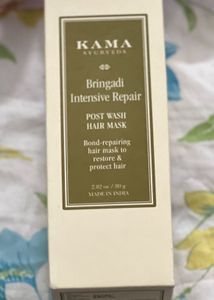 KAMA
AYURVEDA
Bringadi
Intensive Repair
POST WASH
HAIR MASK
Bond-repairing
hair mask to
restore &
protect hair
MADE IN INDIA